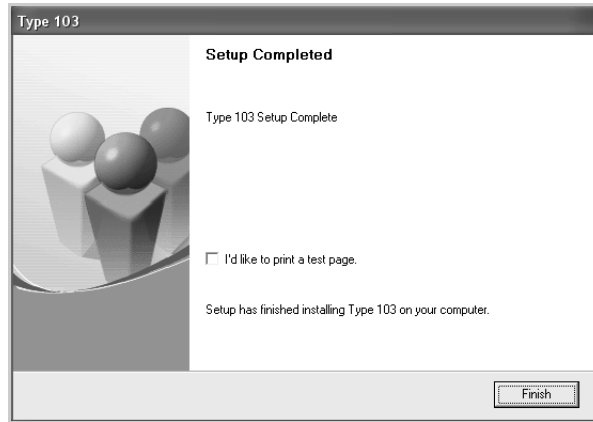 Type 103
Setup Completed
Type 103 Setup Complete
I'd like to print a test page.
Setup has finished installing Type 103 on your computer.
Finish